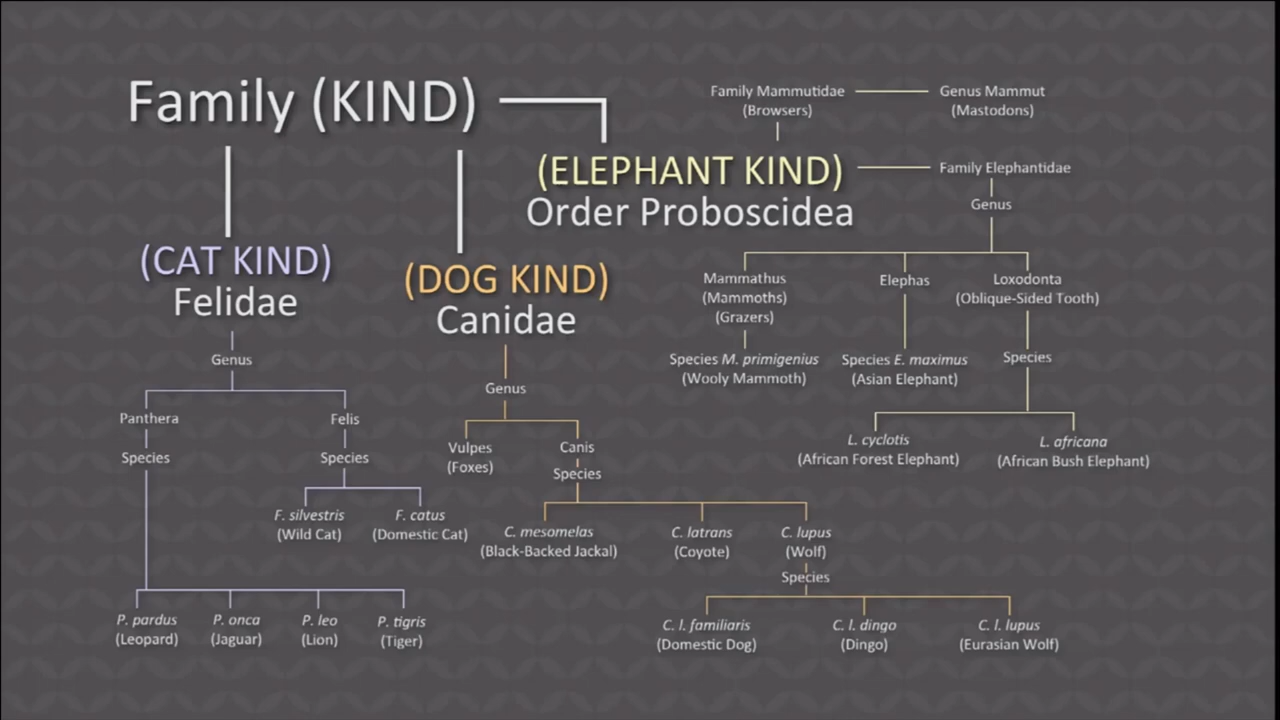 Family (KIND)
Family Mammutidae
(Browsers)
Genus Mammut
(Mastodons)
(ELEPHANT KIND)
Order Proboscidea
Family Elephantidae
Genus
Mammathus
(Mammoths)
(Grazers)
Elephas
Loxodonta
(Oblique-Sided Tooth)
Species M. primigenius
(Wooly Mammoth)
Species E. maximus
(Asian Elephant)
Species
L. cyclotis
(African Forest Elephant)
L. africana
(African Bush Elephant)
(CAT KIND)
Felidae
Genus
Panthera
Species
Felis
Species
F. silvestris
(Wild Cat)
F. catus
(Domestic Cat)
P. pardus
(Leopard)
P. onca
(Jaguar)
P. leo
(Lion)
P. tigris
(Tiger)
(DOG KIND)
Canidae
Genus
Vulpes
(Foxes)
Canis
Species
C. mesomelas
(Black-Backed Jackal)
C. latrans
(Coyote)
C. lupus
(Wolf)
Species
C. l. familiaris
(Domestic Dog)
C. l. dingo
(Dingo)
C. l. lupus
(Eurasian Wolf)